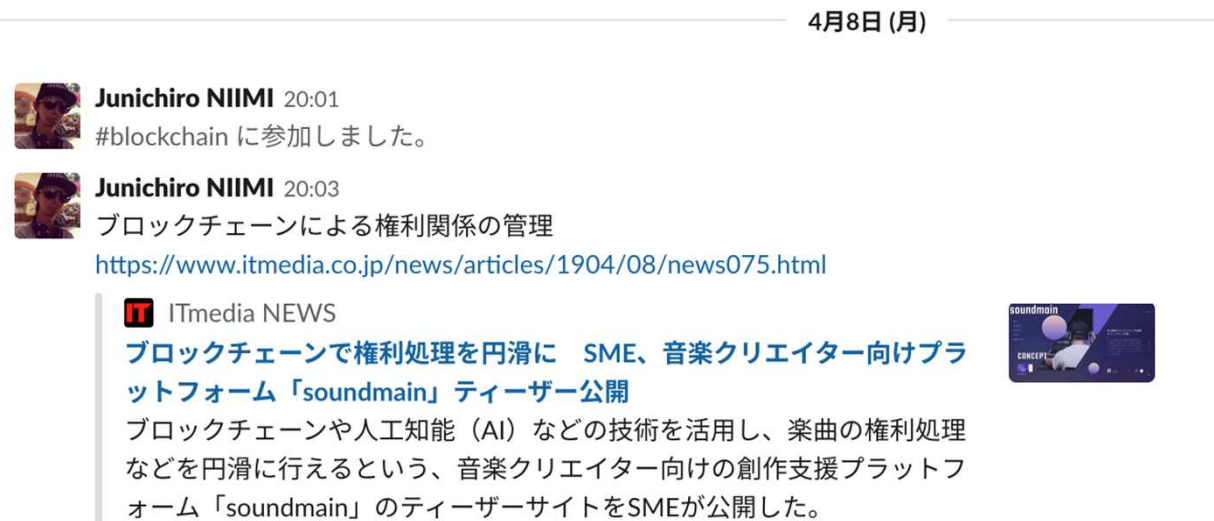 4月8日 (月)
Junichiro NIIMI 20:01
#blockchain に参加しました。
Junichiro NIIMI 20:03
ブロックチェーンによる権利関係の管理
https://www.itmedia.co.jp/news/articles/1904/08/news075.html
IT ITmedia NEWS
soundmain
ブロックチェーンで権利処理を円滑に　SME、音楽クリエイター向けプラ
CONCEPT
ットフォーム「soundmain」ティーザー公開
ブロックチェーンや人工知能（AI）などの技術を活用し、楽曲の権利処理
などを円滑に行えるという、音楽クリエイター向けの創作支援プラットフ
ォーム「soundmain」のティーザーサイトをSMEが公開した。